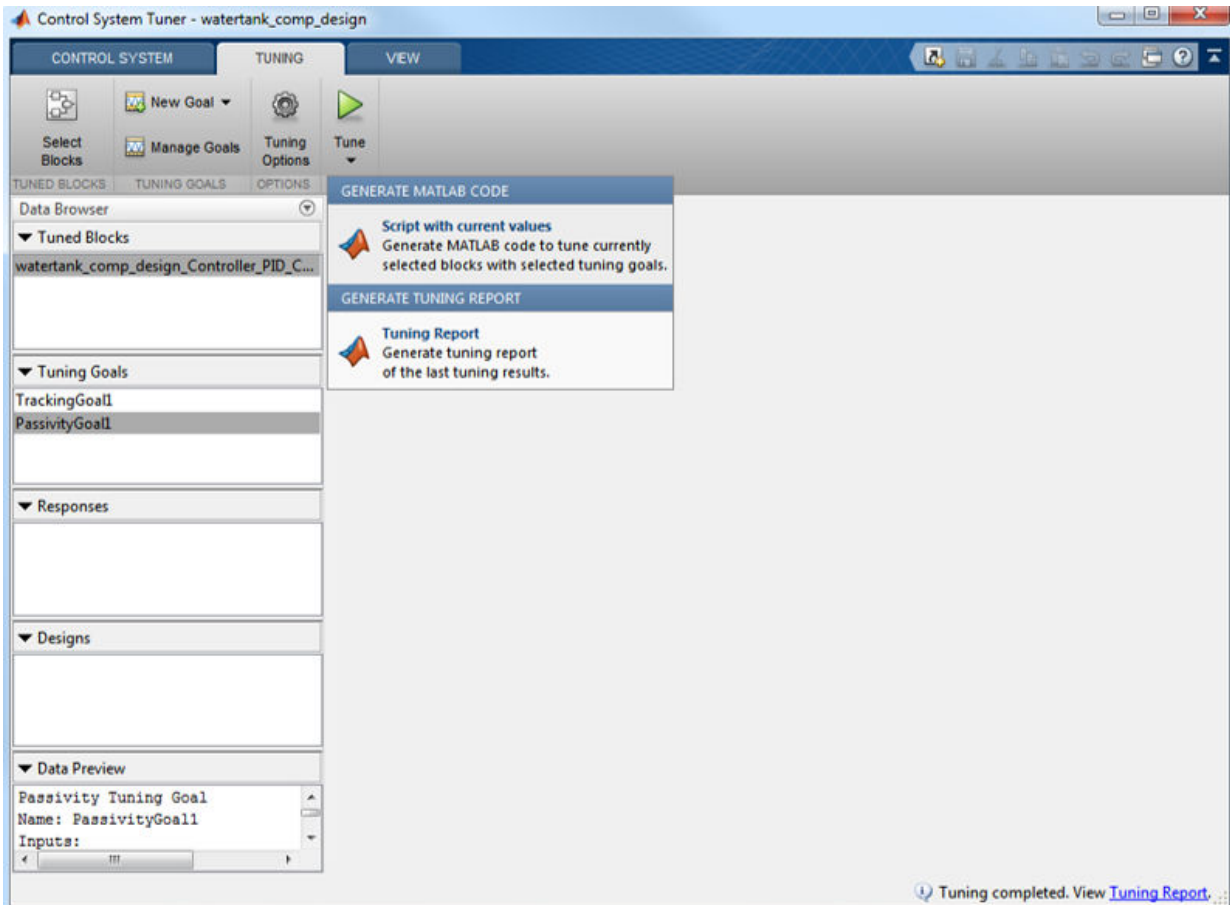 Control System Tuner - watertank_comp_design
CONTROL SYSTEM TUNING VIEW
New Goal
Select Blocks
Manage Goals
Tuning Options
Tune
TUNED BLOCKS TUNING GOALS OPTIONS
GENERATE MATLAB CODE
Script with current values
Generate MATLAB code to tune currently
selected blocks with selected tuning goals.
GENERATE TUNING REPORT
Tuning Report
Generate tuning report
of the last tuning results.
Data Browser
Tuned Blocks
watertank_comp_design_Controller_PID_C...
Tuning Goals
TrackingGoal1
PassivityGoal1
Responses
Designs
Data Preview
Passivity Tuning Goal
Name: PassivityGoal1
Inputs:
Tuning completed. View Tuning Report.